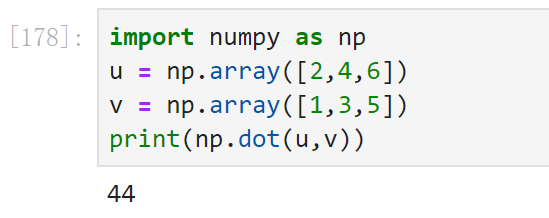 [178]:
import numpy as np
u = np.array([2,4,6])
v = np.array([1,3,5])
print(np.dot(u,v))
44